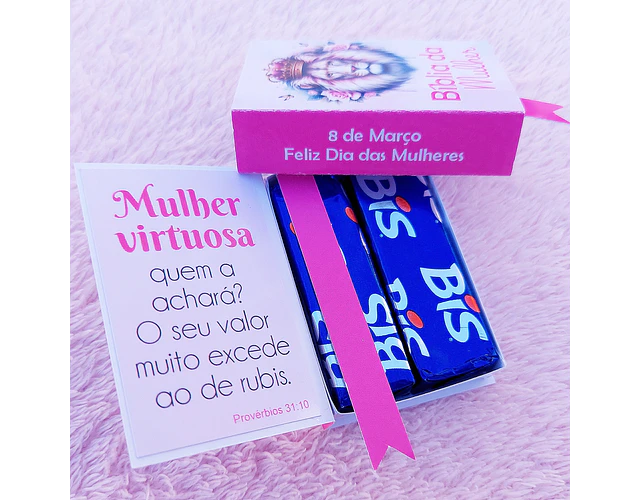 Bíblia da
Mulher
8 de Março
Feliz Dia das Mulheres
Mulher
virtuosa
quem a
achará?
O seu valor
muito excede
ao de rubis.
Provérbios 31:10
BIS
BIS
BIS
BIS